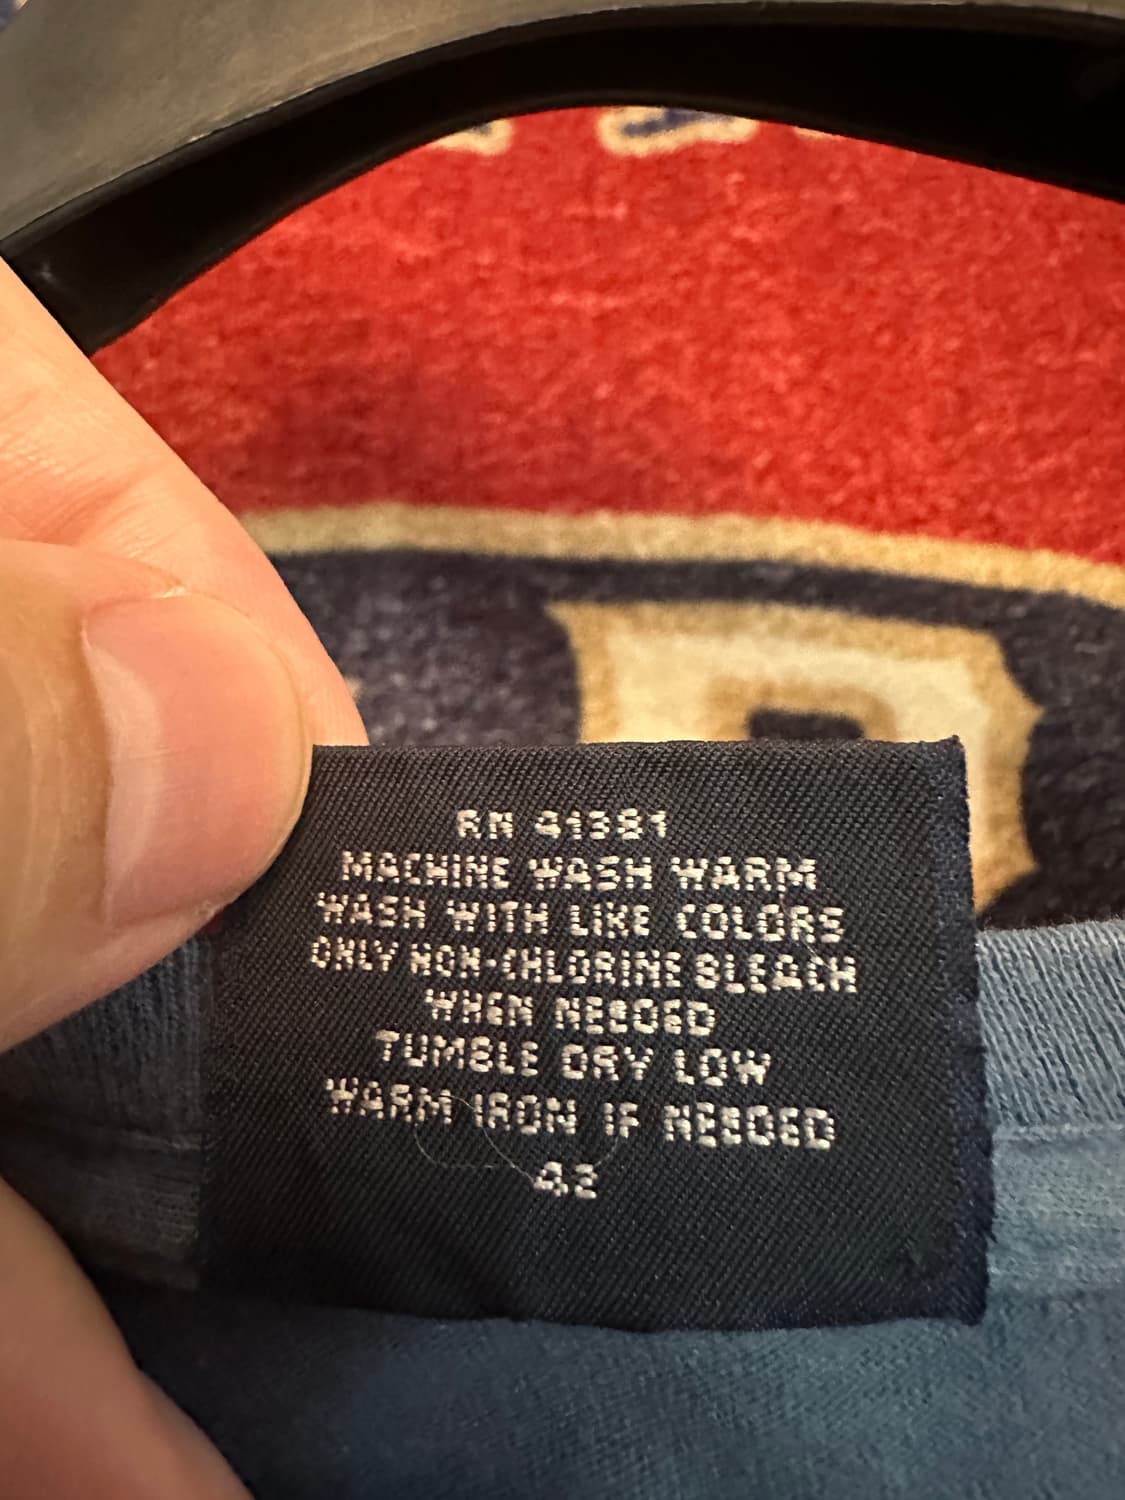 RN 41381
MACHINE WASH WARM
WASH WITH LIKE COLORS
ONLY NON-CHLORINE BLEACH
WHEN NEEDED
TUMBLE DRY LOW
WARM IRON IF NEEDED
42